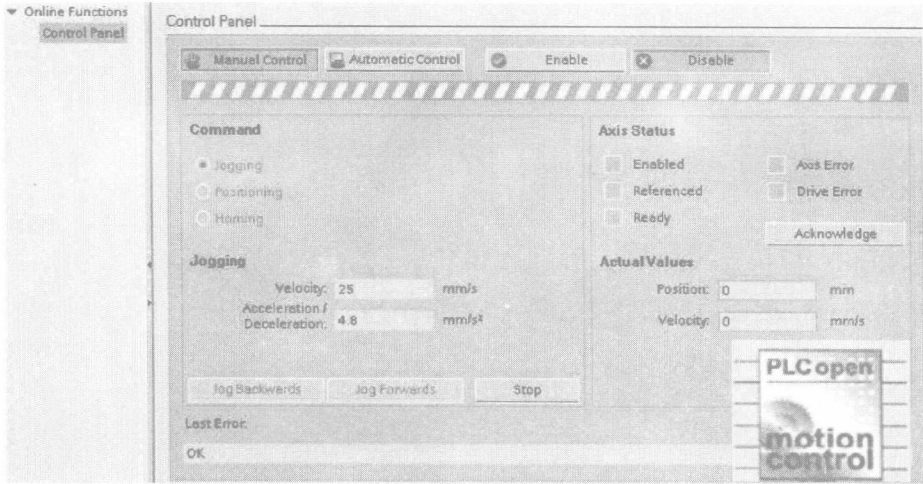 Online Functions
Control Panel
Control Panel
Manual Control
Automatic Control
Enable
Disable
Command
Jogging
Positioning
Homing
Axis Status
Enabled
Referenced
Ready
Axis Error
Drive Error
Acknowledge
Jogging
Velocity: 25 mm/s
Acceleration /
Deceleration: 4.8 mm/s²
Jog Backwards
Jog Forwards
Stop
Actual Values
Position: 0 mm
Velocity: 0 mm/s
Last Error:
OK
PLCopen
motion
control